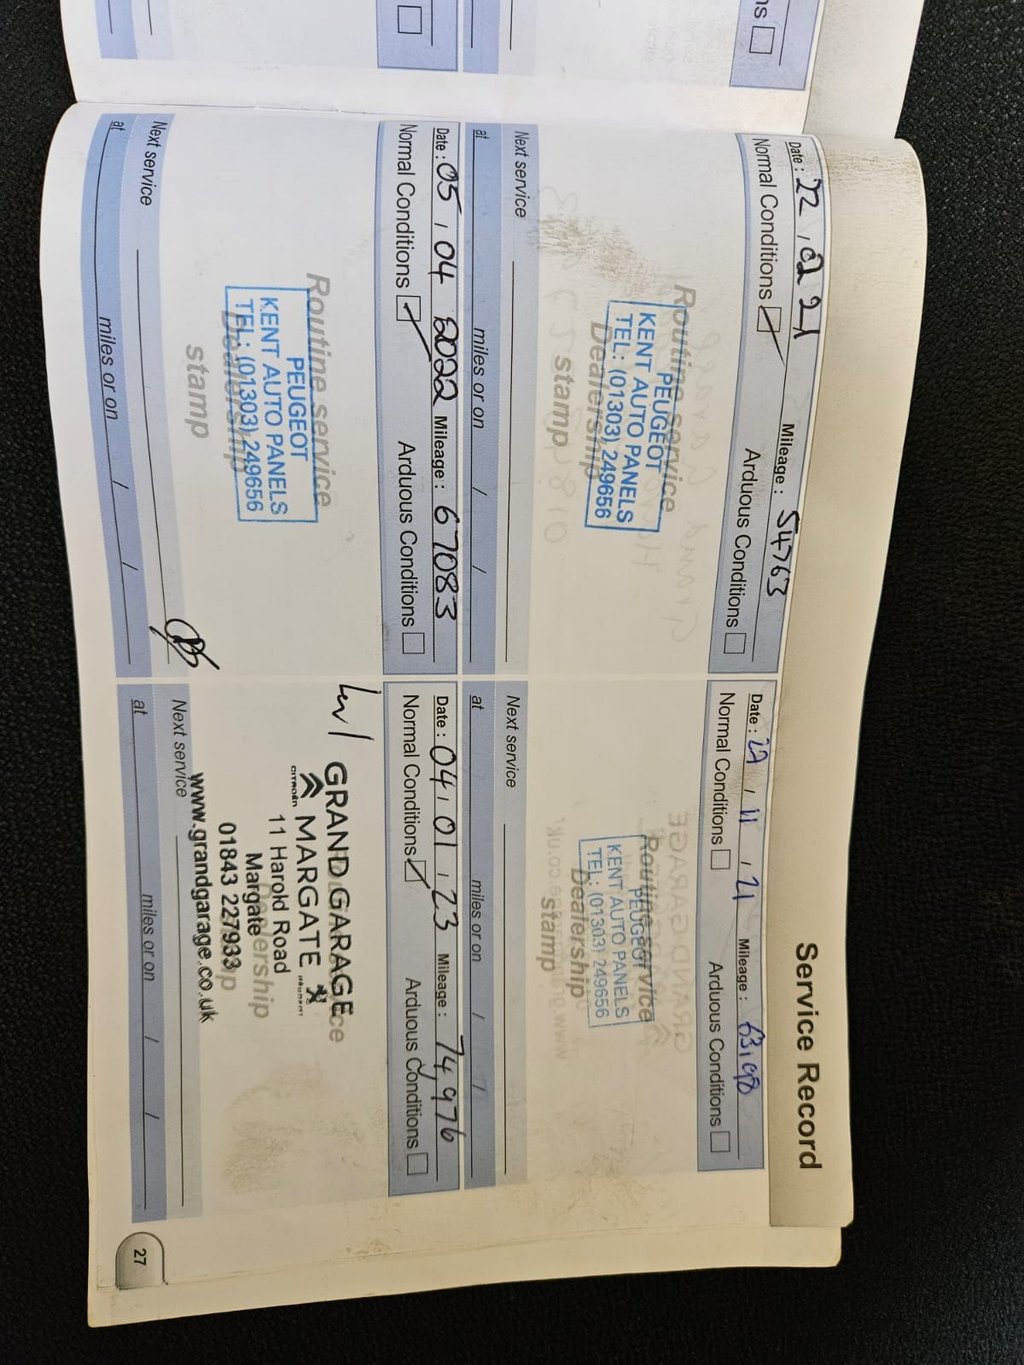 Service Record
Date : 22 , 02 21 Mileage : 54763
Normal Conditions Arduous Conditions
Routine service
Dealership
stamp
PEUGEOT
KENT AUTO PANELS
TEL: (01303) 249656
Next service
at miles or on / /
Date : , 11 , 21 Mileage :
Normal Conditions Arduous Conditions
Routine service
Dealership
stamp
PEUGEOT
KENT AUTO PANELS
TEL: (01303) 249656
Next service
at miles or on / /
Date : 05 , 04 2022 Mileage : 67083
Normal Conditions Arduous Conditions
Routine service
Dealership
stamp
PEUGEOT
KENT AUTO PANELS
TEL: (01303) 249656
Next service
at miles or on / /
Date : 04 , 01 , 23 Mileage : 74,976
Normal Conditions Arduous Conditions
GRAND GARAGE
CITROËN MARGATE PEUGEOT
11 Harold Road
Margate
01843 227933
www.grandgarage.co.uk
Next service
at miles or on / /
27